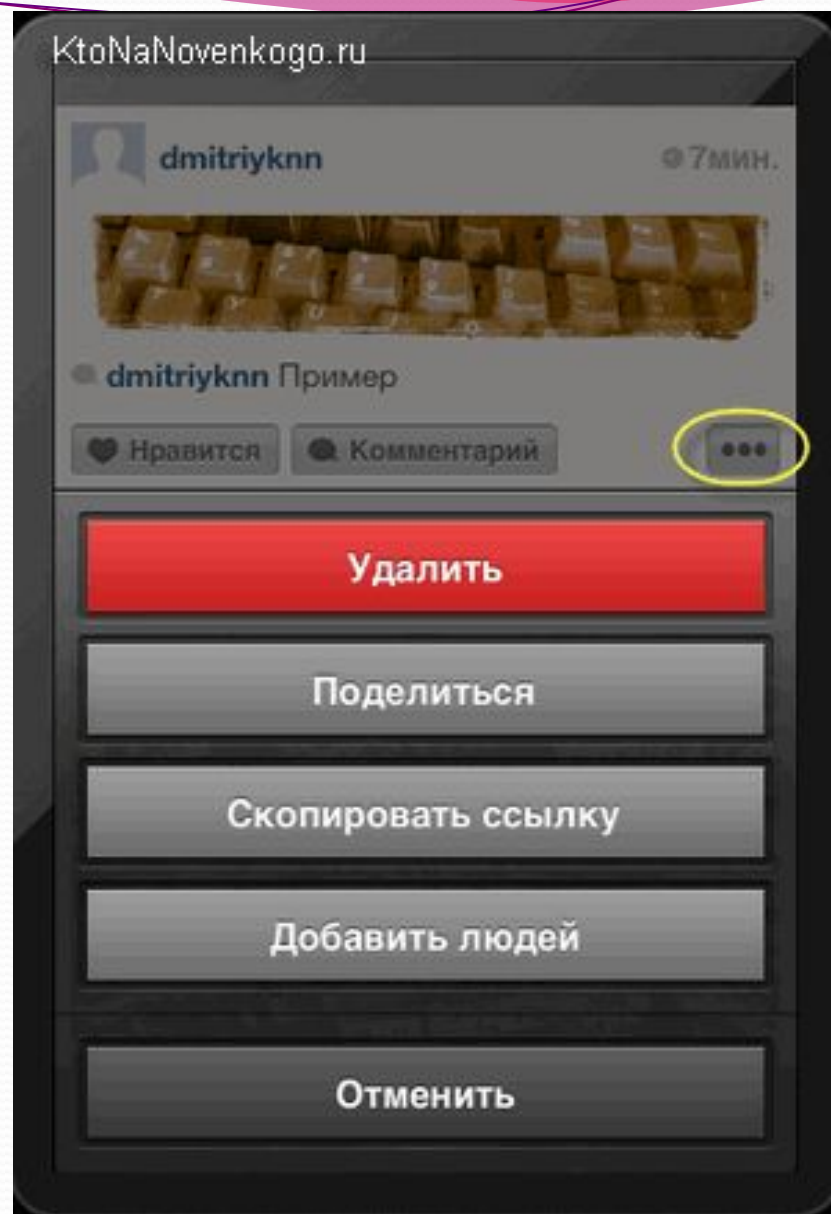 KtoNaNovenkogo.ru
dmitriyknn 7мин.
dmitriyknn Пример
Нравится Комментарий
Удалить
Поделиться
Скопировать ссылку
Добавить людей
Отменить